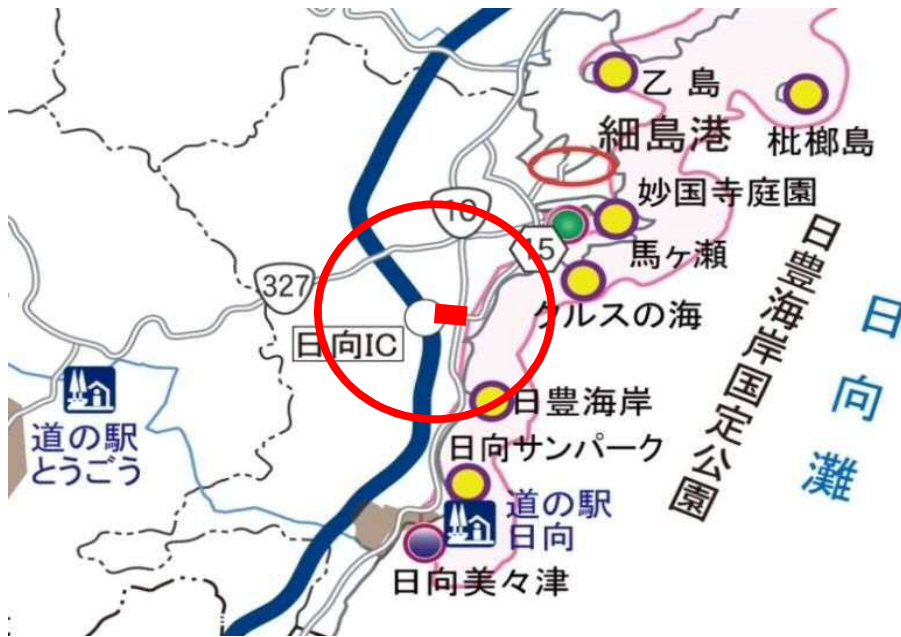 乙島
細島港
枇榔島
妙国寺庭園
10
15
馬ヶ瀬
327
クルスの海
日向IC
日豊海岸国定公園
日向灘
日豊海岸
道の駅
とうごう
日向サンパーク
道の駅
日向
日向美々津